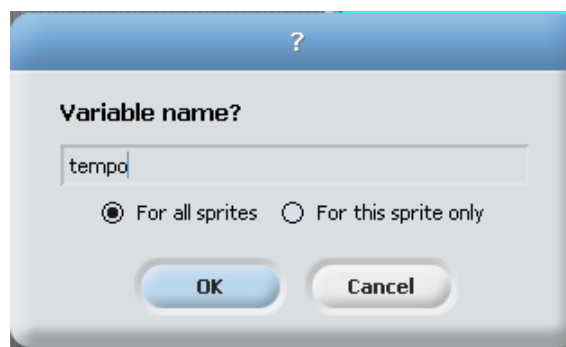 ?
Variable name?
tempo
For all sprites For this sprite only
OK Cancel